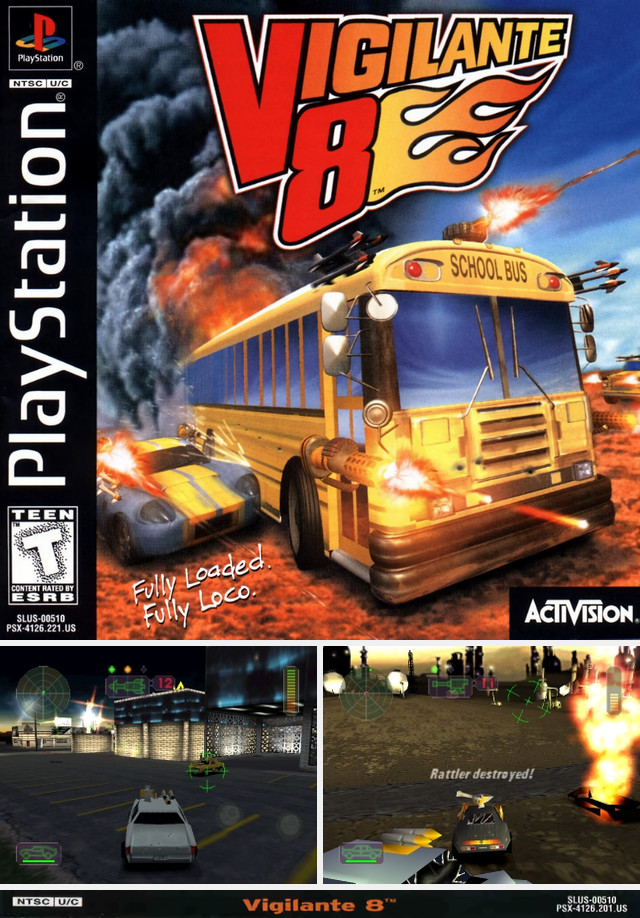 PlayStation
®
NTSC U/C
PlayStation®
VIGILANTE
8
™
SCHOOL BUS
Fully Loaded.
Fully Loco.
TEEN
T
™
CONTENT RATED BY
ESRB
SLUS-00510
PSX-4126.221.US
ACTIVISION®
12
11
Rattler destroyed!
NTSC U/C
Vigilante 8™
SLUS-00510
PSX-4126.201.US